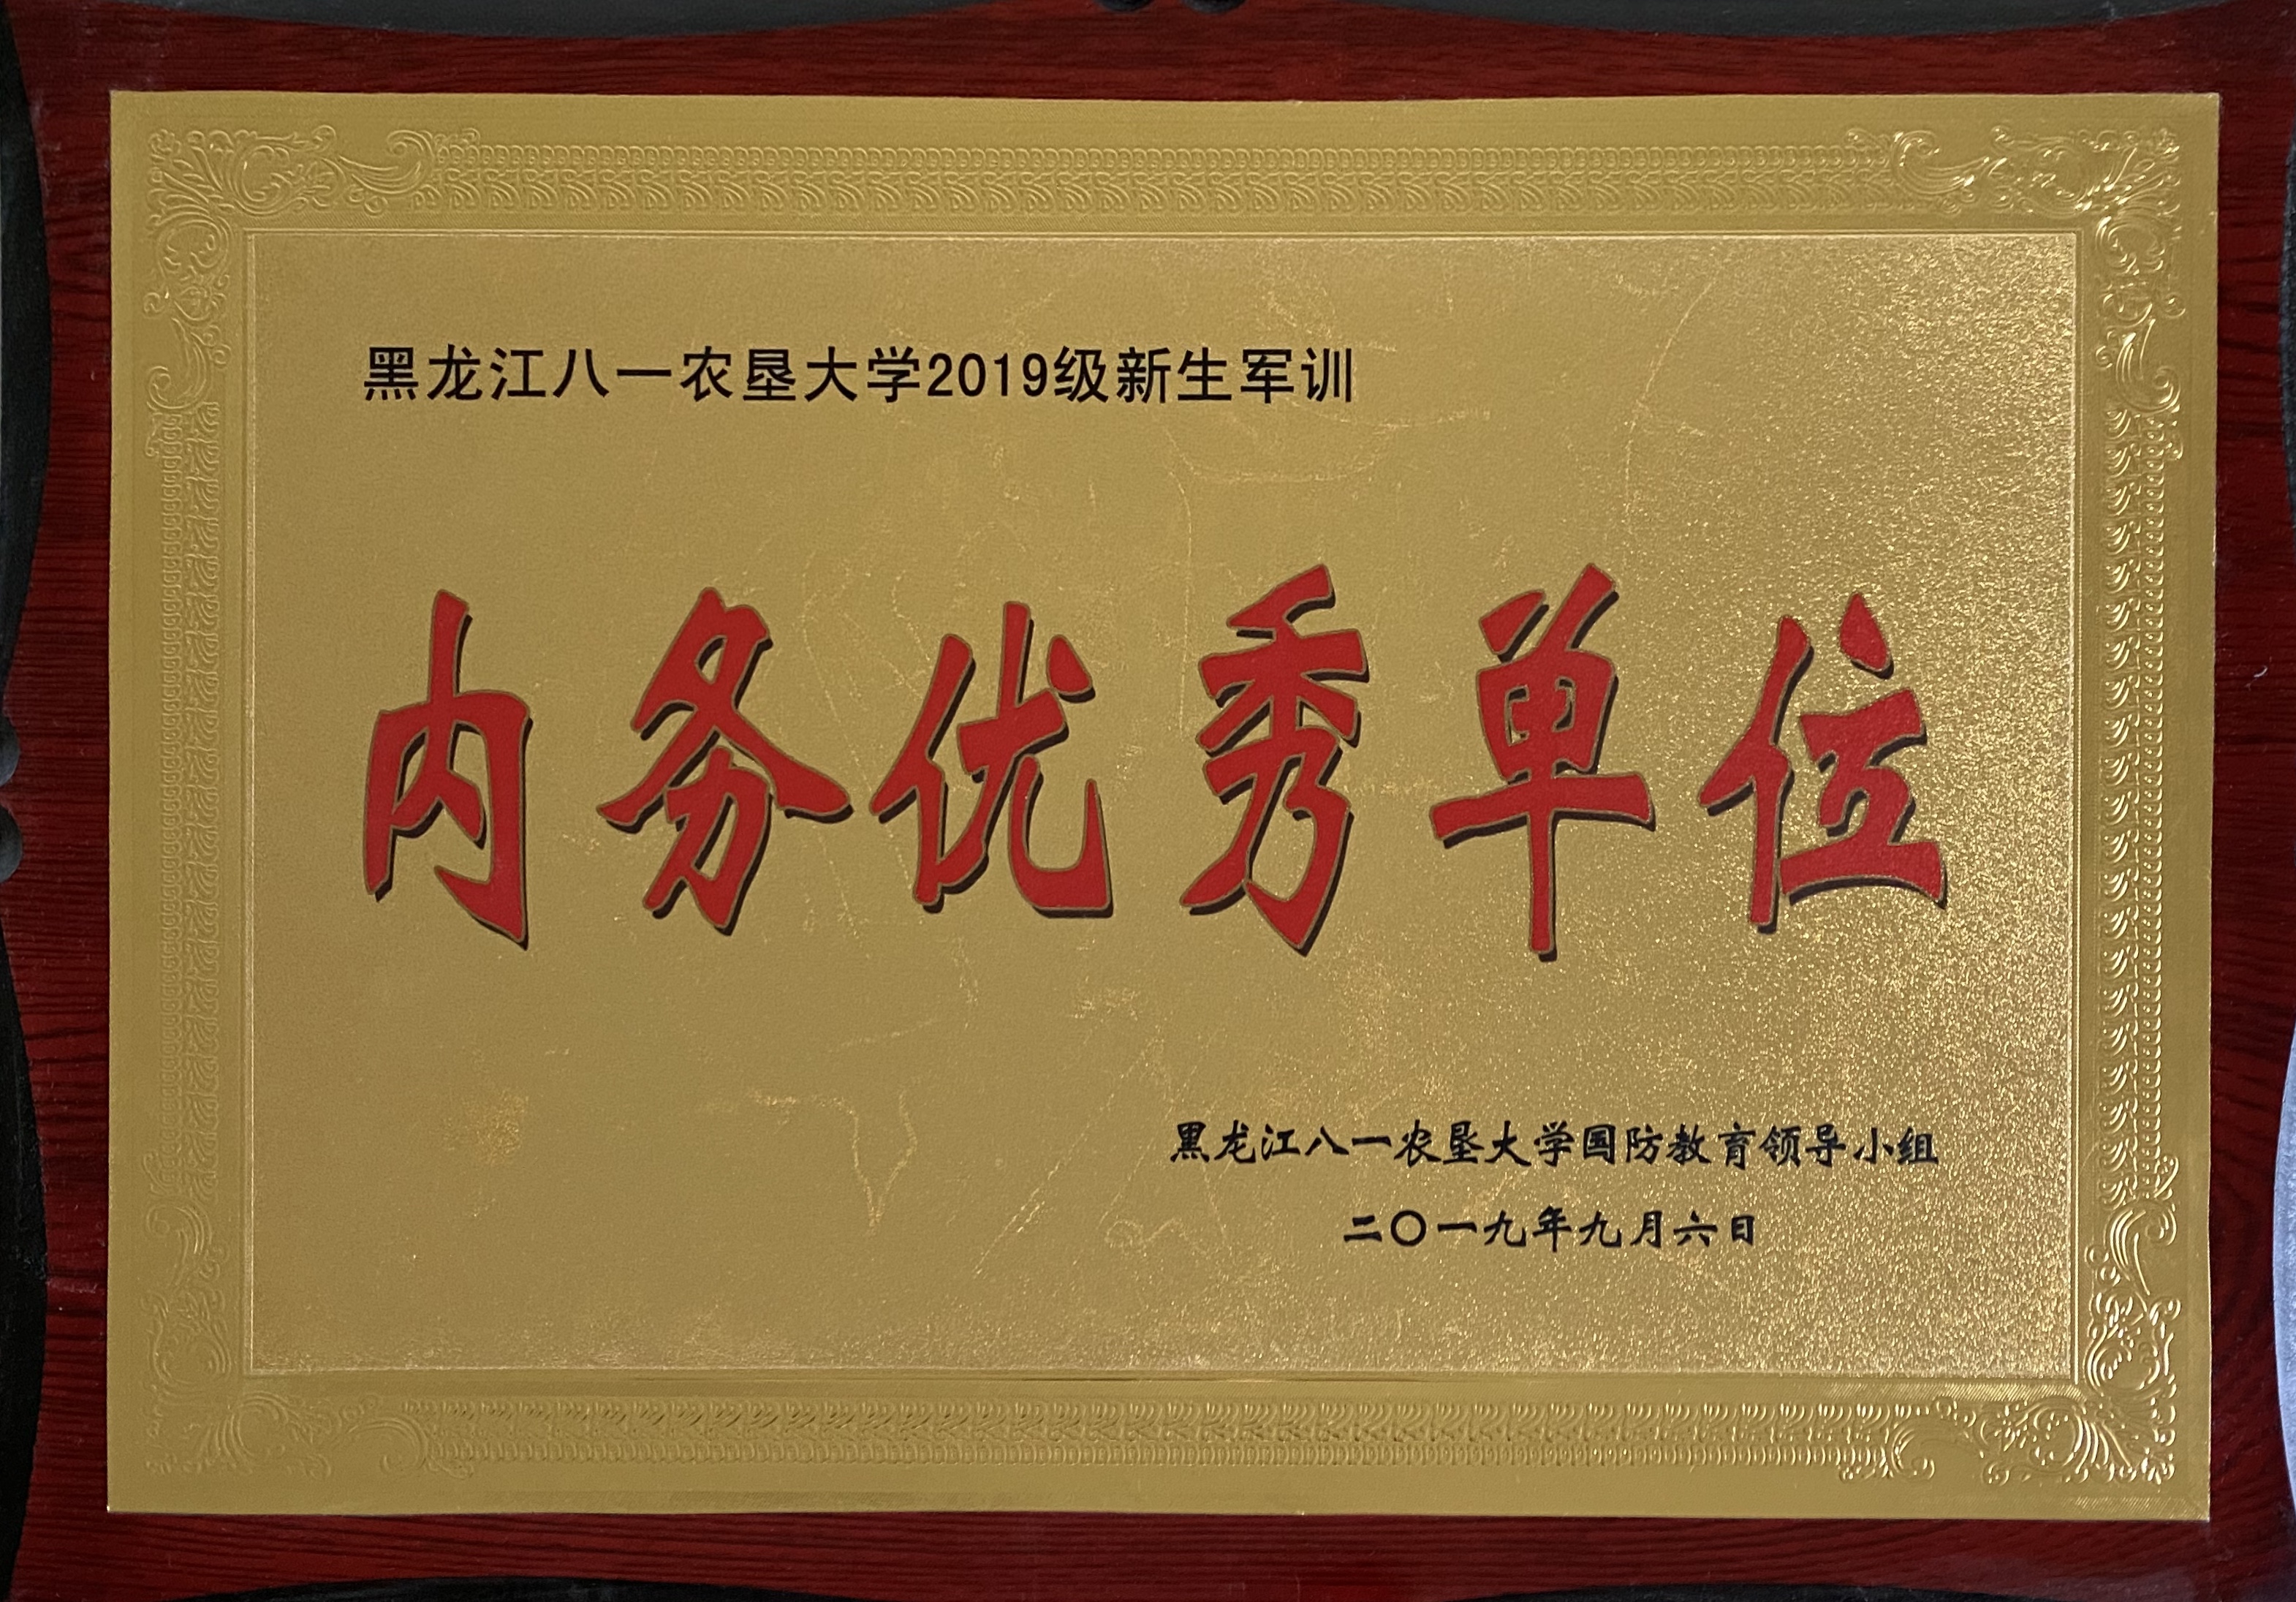 黑龙江八一农垦大学2019级新生军训
内务优秀单位
黑龙江八一农垦大学国防教育领导小组
二〇一九年九月六日